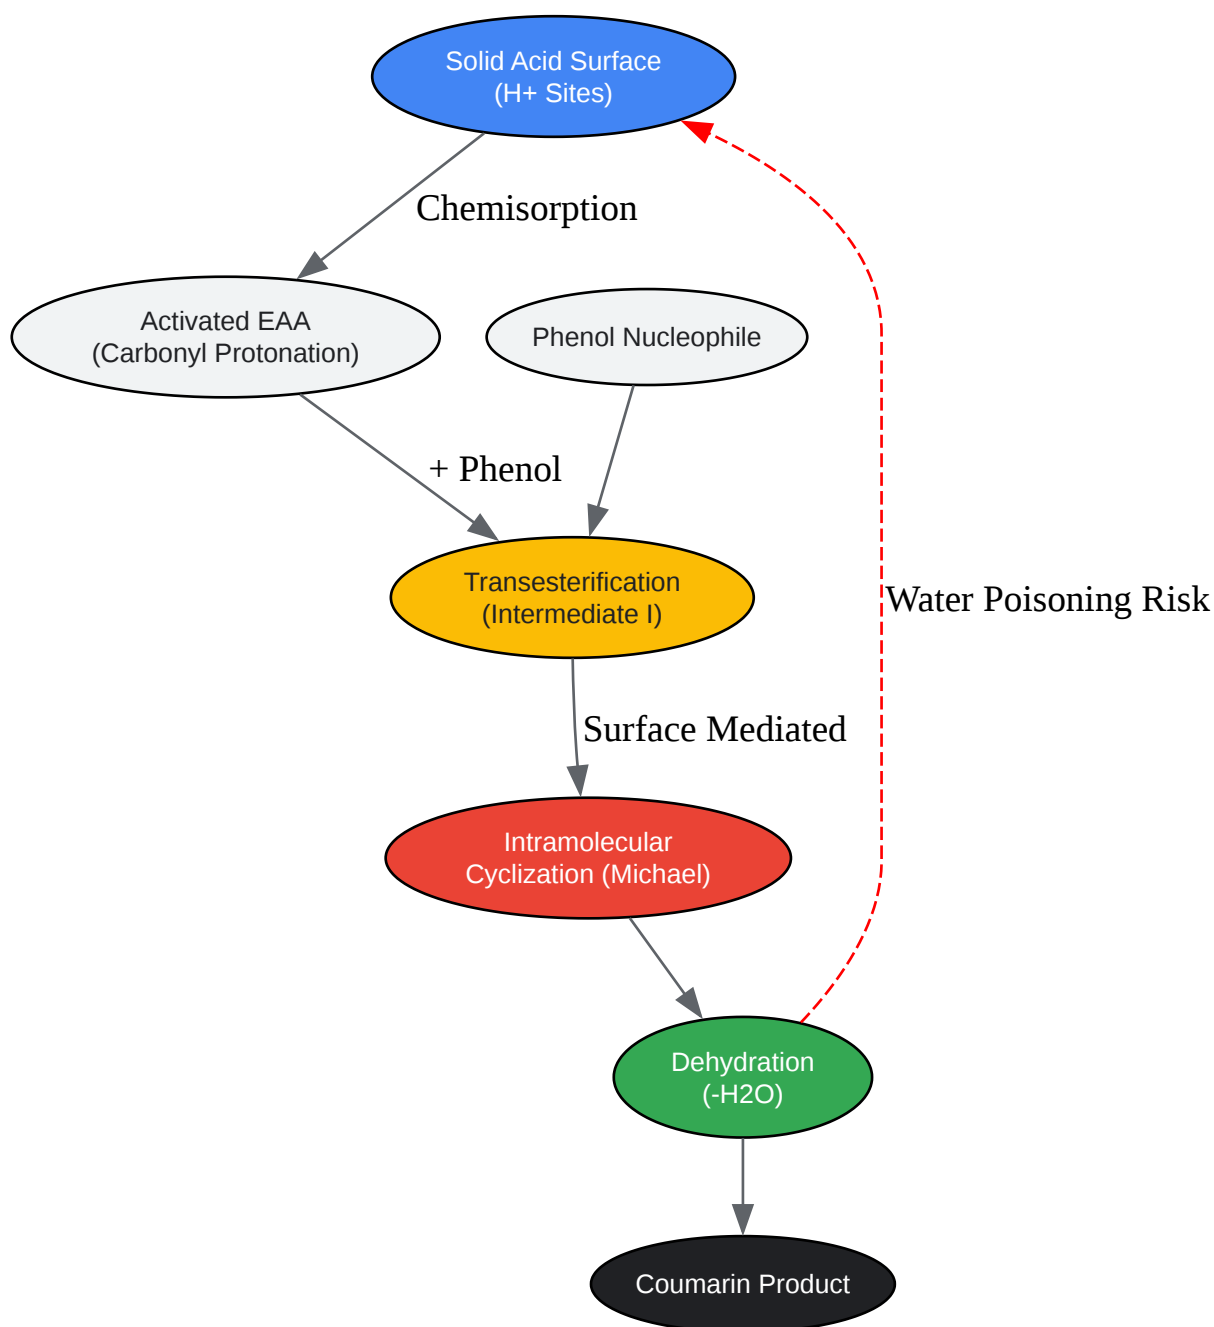 Solid Acid Surface
(H+ Sites)
Chemisorption
Activated EAA
(Carbonyl Protonation)
Phenol Nucleophile
+ Phenol
Transesterification
(Intermediate I)
Water Poisoning Risk
Surface Mediated
Intramolecular
Cyclization (Michael)
Dehydration
(-H2O)
Coumarin Product